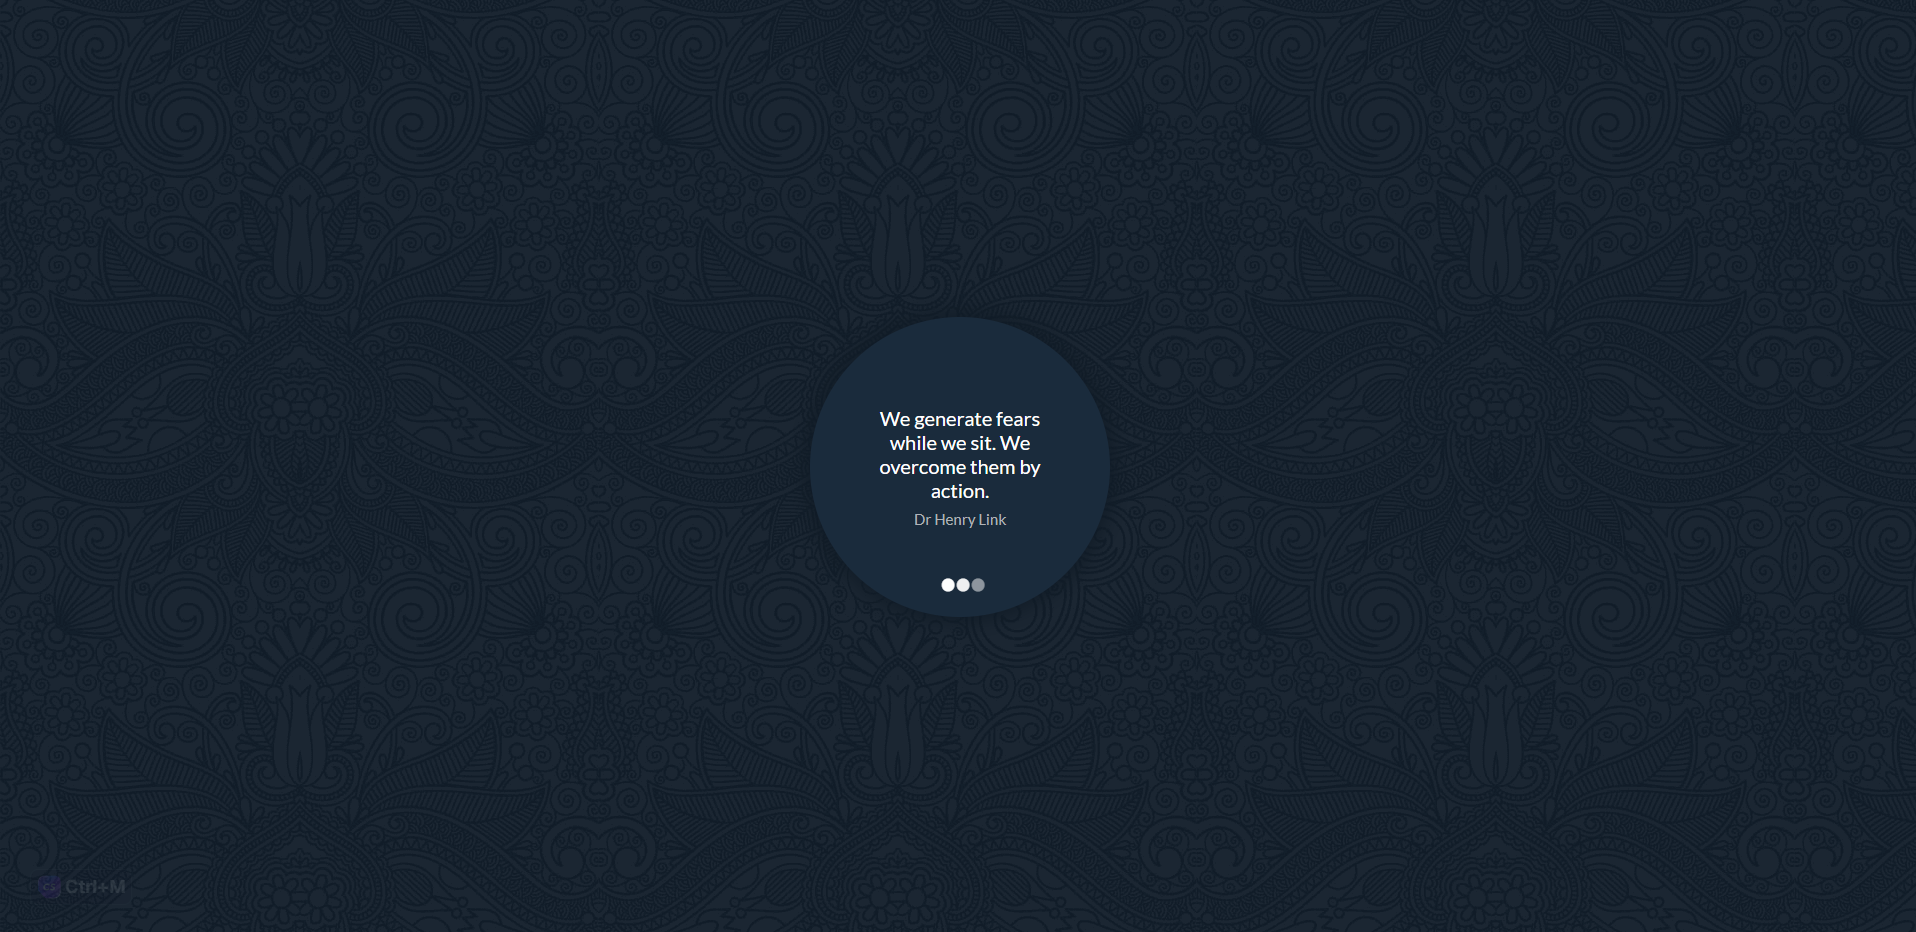 We generate fears
while we sit. We
overcome them by
action.
Dr Henry Link
Ctrl+M